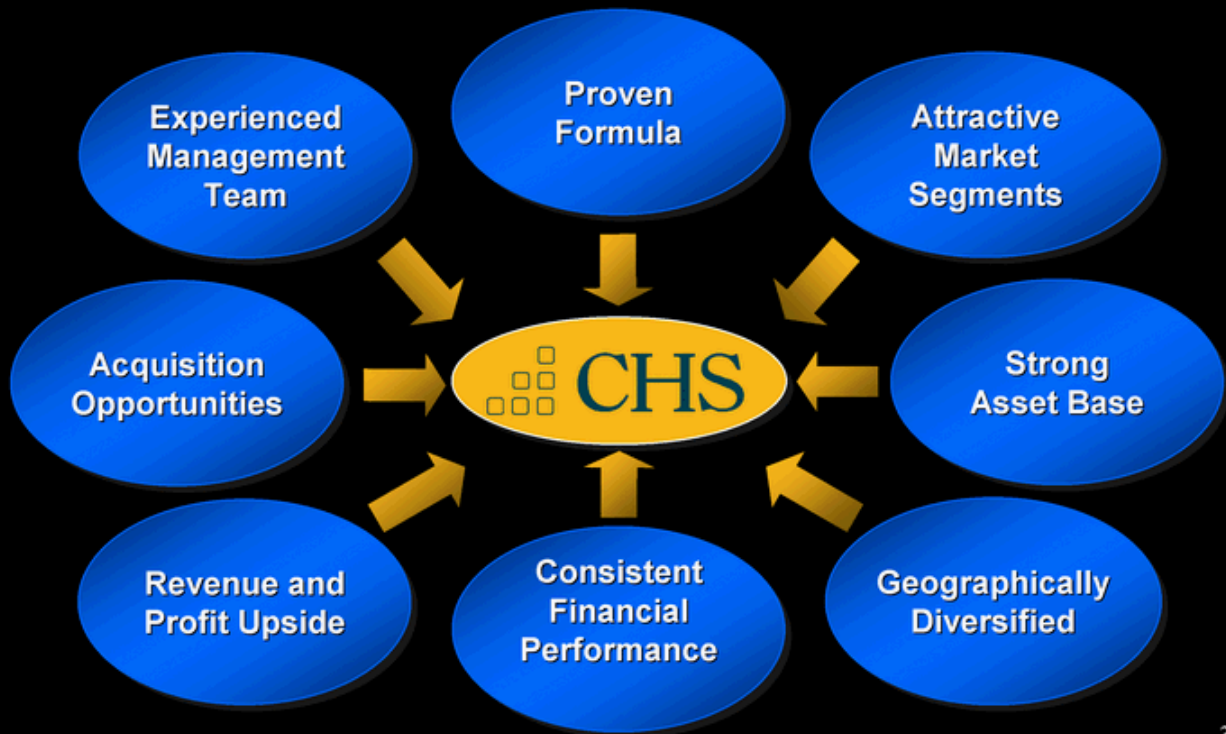 Experienced
Management
Team
Proven
Formula
Attractive
Market
Segments
Acquisition
Opportunities
CHS
Strong
Asset Base
Revenue and
Profit Upside
Consistent
Financial
Performance
Geographically
Diversified